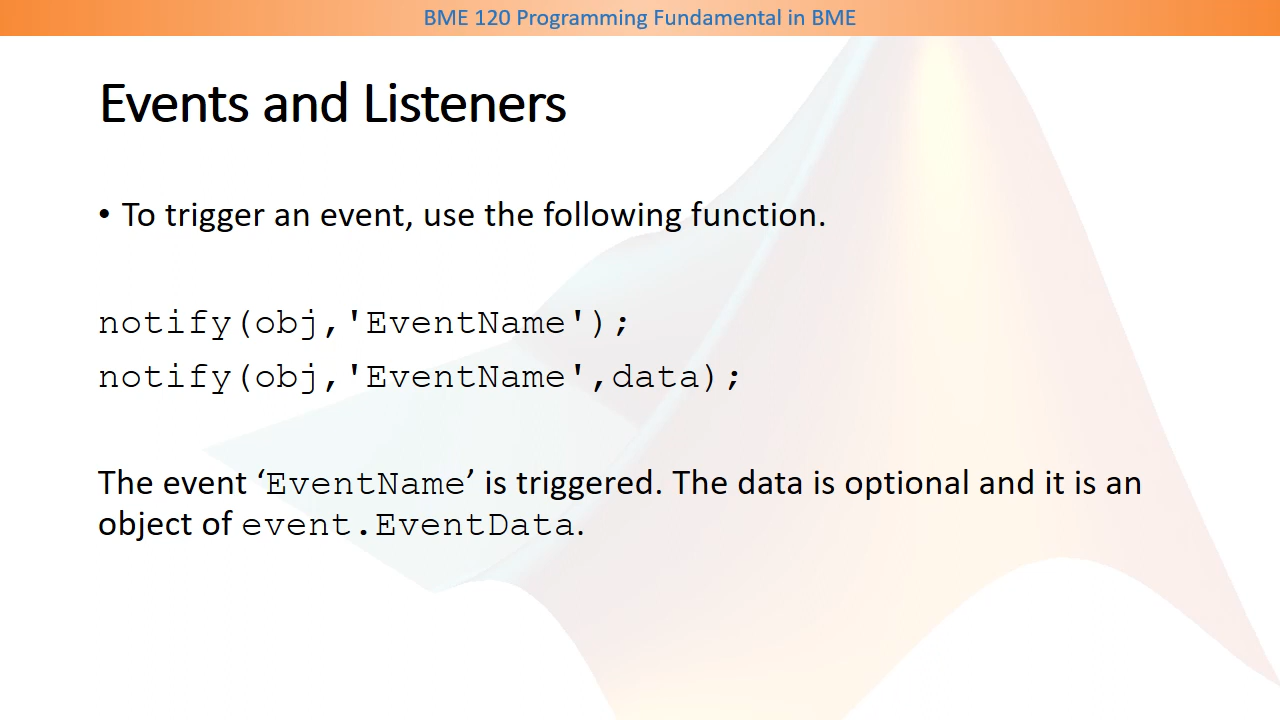 BME 120 Programming Fundamental in BME
Events and Listeners
• To trigger an event, use the following function.
notify(obj,'EventName');
notify(obj,'EventName',data);
The event ‘EventName’ is triggered. The data is optional and it is an
object of event.EventData.